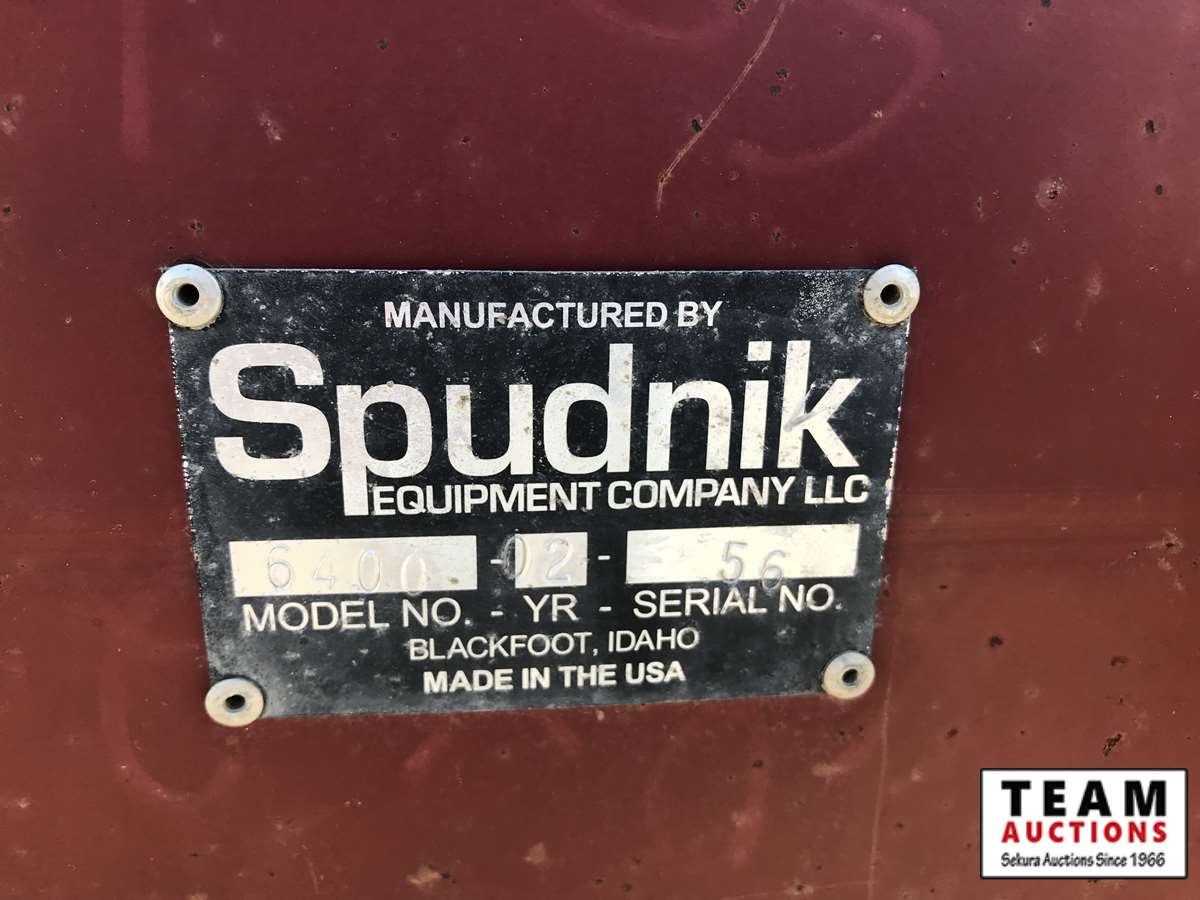 MANUFACTURED BY
Spudnik
EQUIPMENT COMPANY LLC
6400 - 02 - 56
MODEL NO. - YR - SERIAL NO.
BLACKFOOT, IDAHO
MADE IN THE USA
TEAM
AUCTIONS
Sekura Auctions Since 1966